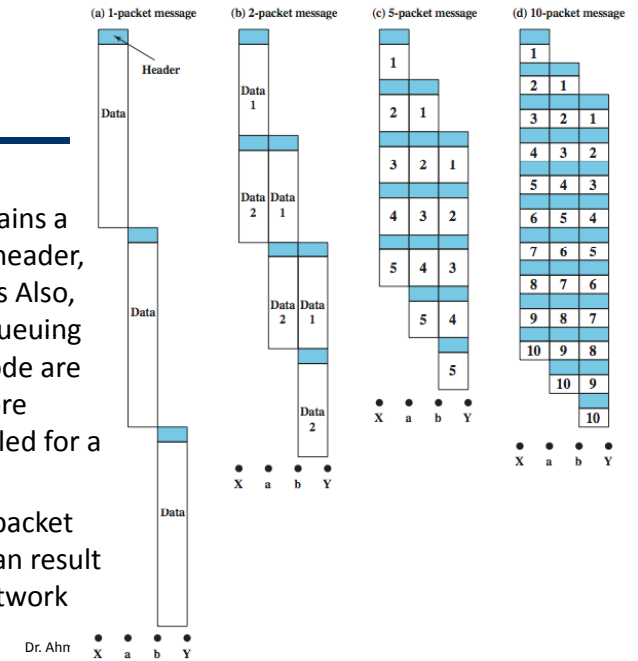 (a) 1-packet message
Header
Data
Data
Data
X a b Y
(b) 2-packet message
Data
1
Data
2
Data
1
Data
2
Data
1
Data
2
X a b Y
(c) 5-packet message
1
2 1
3 2 1
4 3 2
5 4 3
5 4
5
X a b Y
(d) 10-packet message
1
2 1
3 2 1
4 3 2
5 4 3
6 5 4
7 6 5
8 7 6
9 8 7
10 9 8
10 9
10
X a b Y
ains a
header,
s Also,
ueuing
ode are
re
led for a
packet
an result
twork
Dr. Ahm